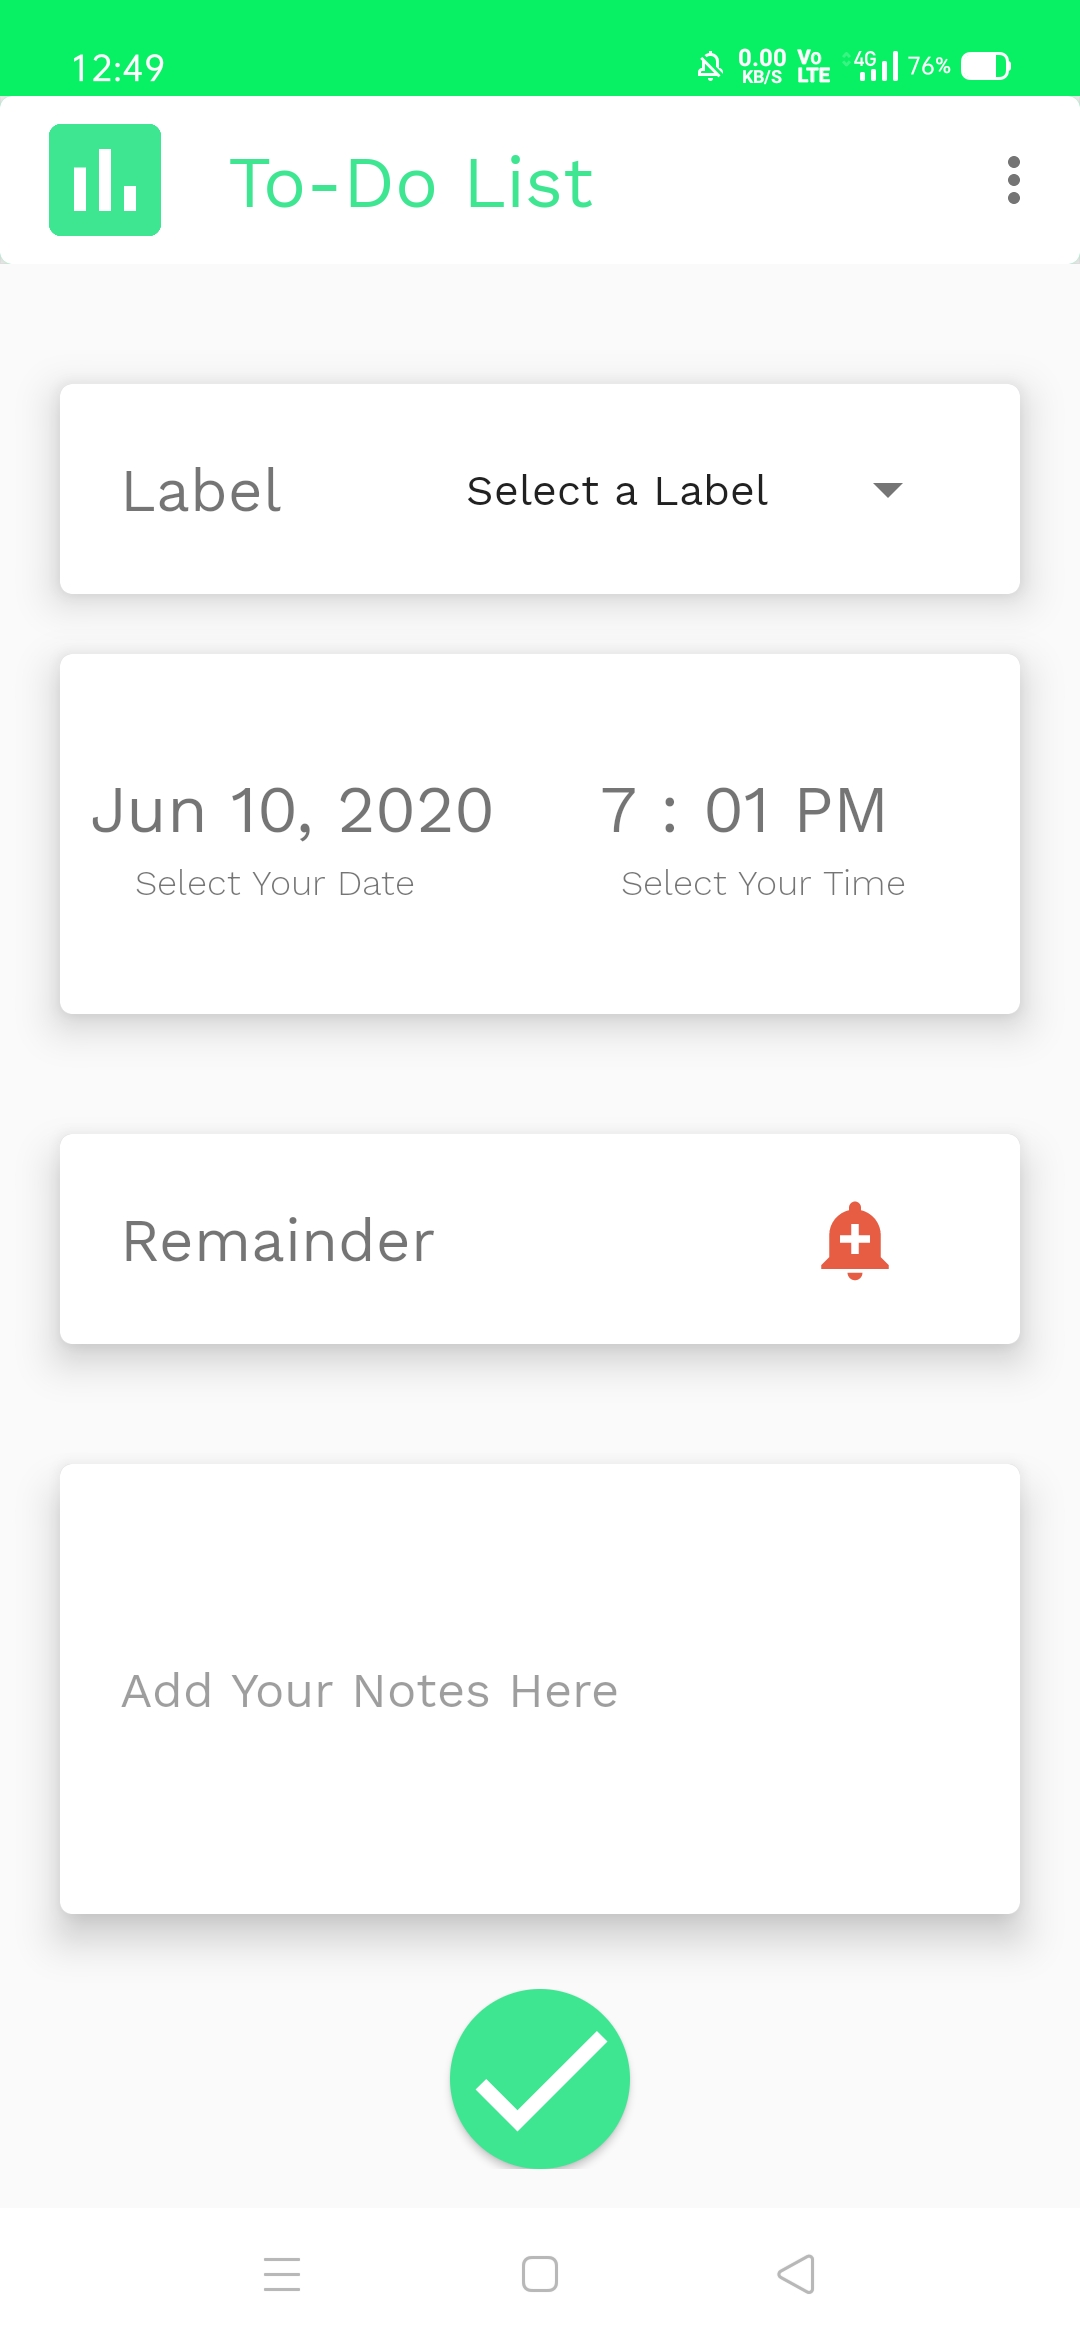 12:49
0.00 KB/S Vo LTE 4G 76%
To-Do List
Label
Select a Label
Jun 10, 2020
7 : 01 PM
Select Your Date
Select Your Time
Remainder
Add Your Notes Here